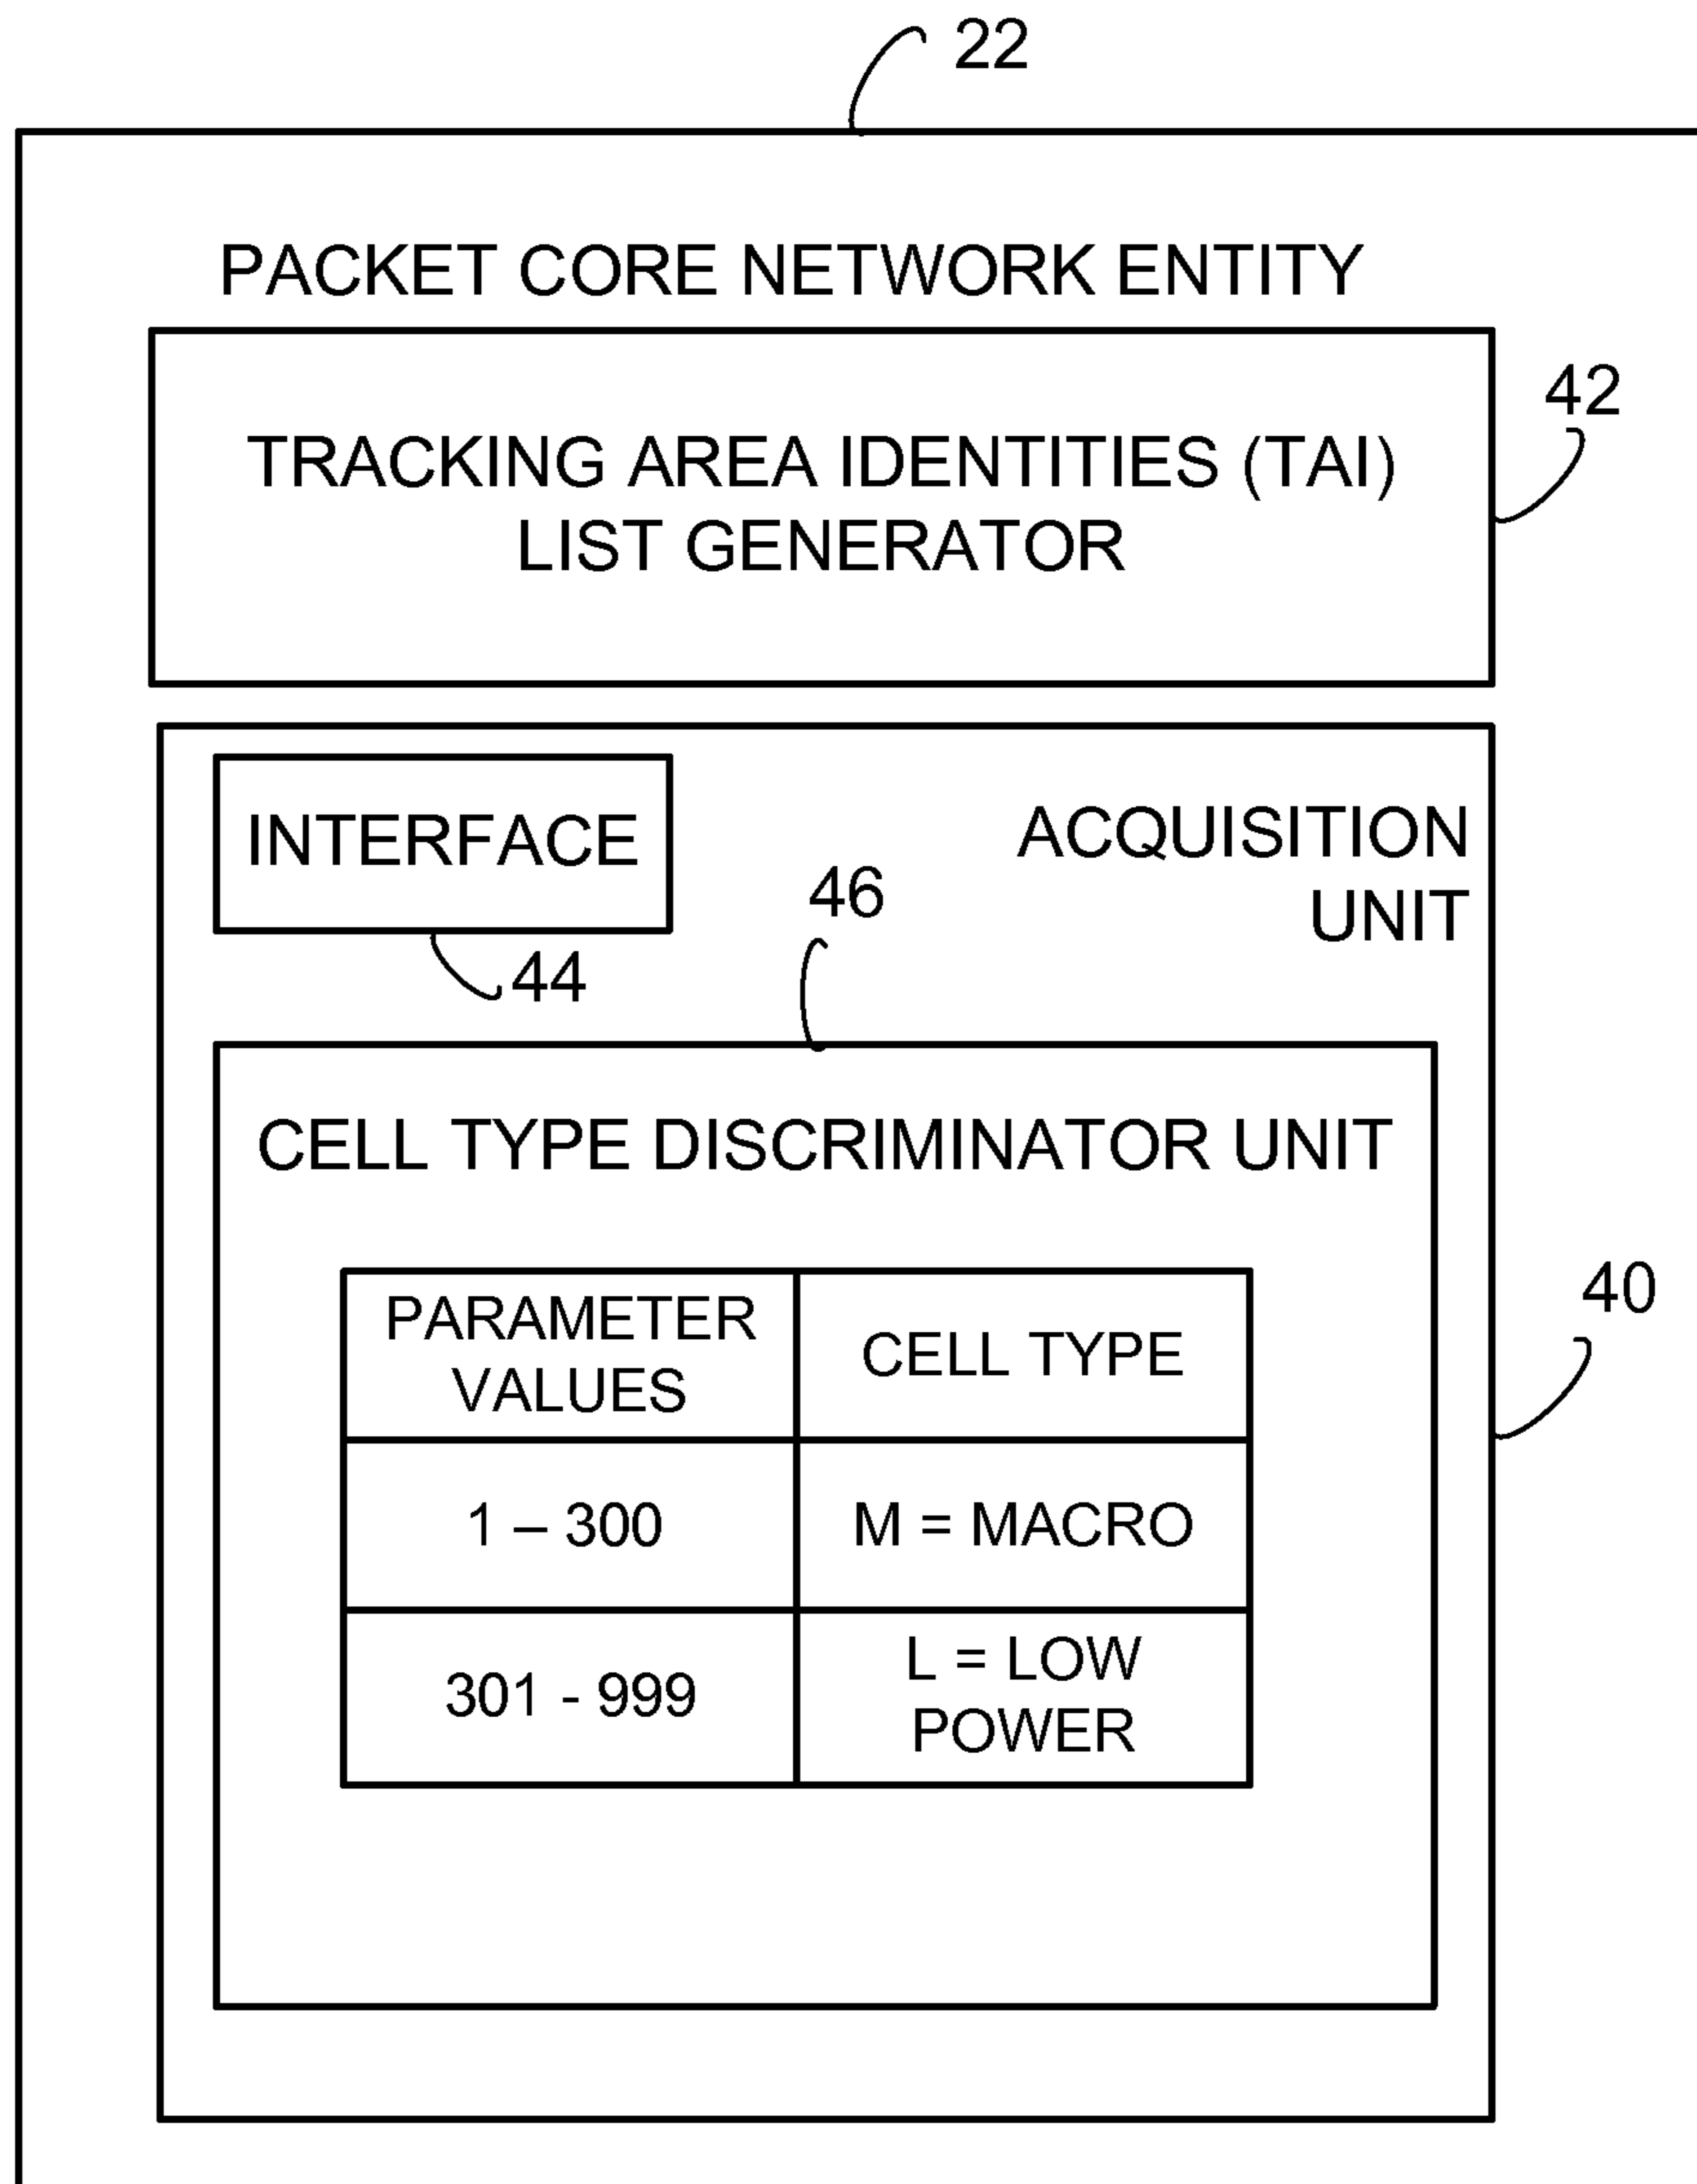 22
PACKET CORE NETWORK ENTITY
42
TRACKING AREA IDENTITIES (TAI)
LIST GENERATOR
INTERFACE
ACQUISITION
UNIT
46
44
CELL TYPE DISCRIMINATOR UNIT
40
PARAMETER
VALUES
CELL TYPE
1 – 300
M = MACRO
301 - 999
L = LOW
POWER